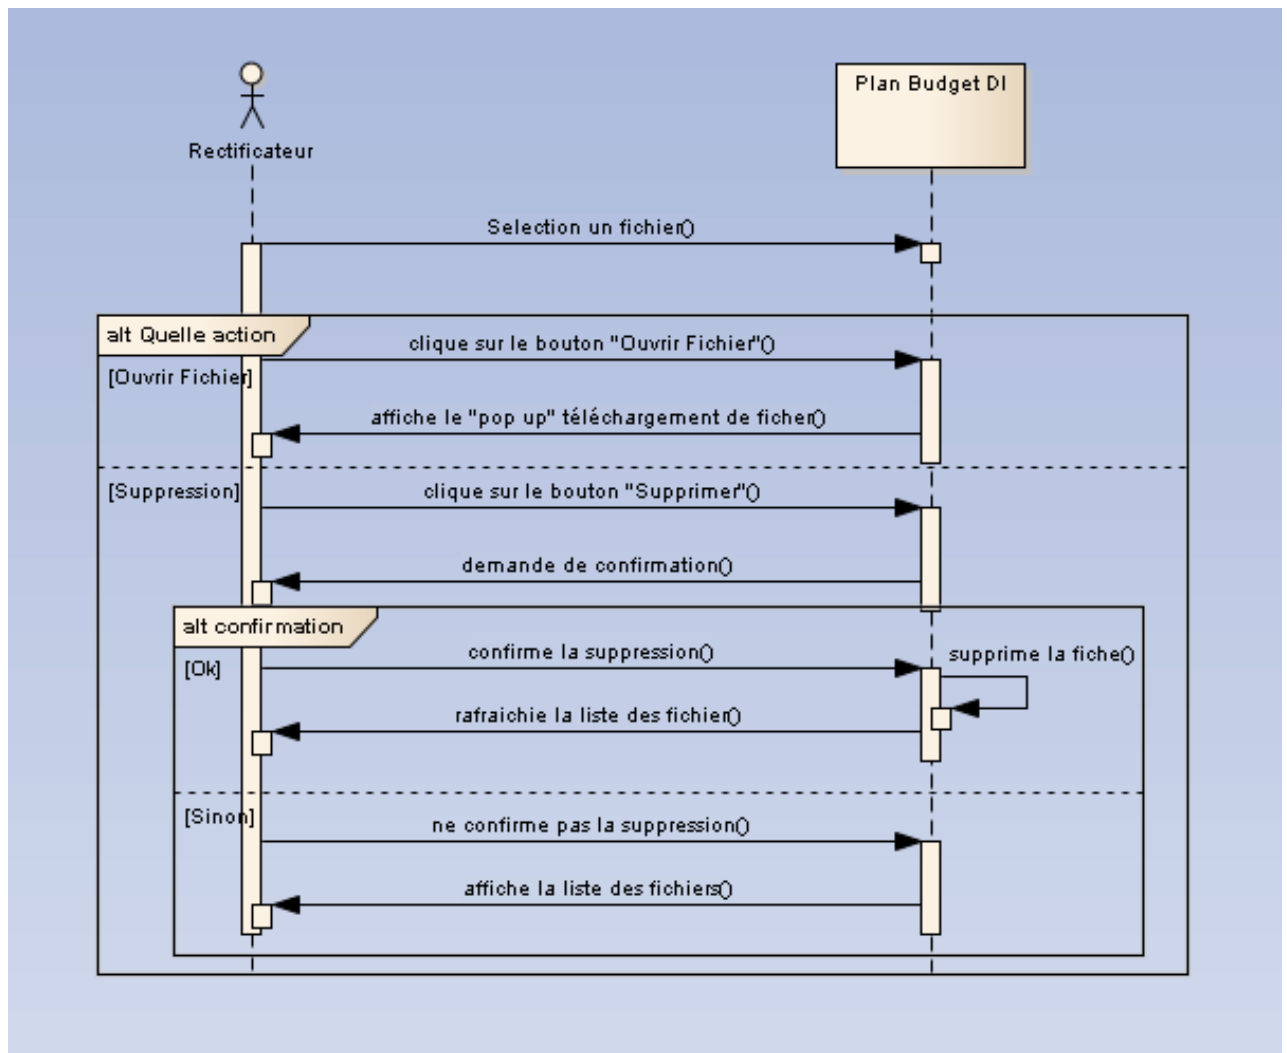 Plan Budget DI
Rectificateur
Selection un fichier()
alt Quelle action
clique sur le bouton "Ouvrir Fichier"()
[Ouvrir Fichier]
affiche le "pop up" téléchargement de ficher()
[Suppression]
clique sur le bouton "Supprimer"()
demande de confirmation()
alt confirmation
confirme la suppression()
supprime la fiche()
[Ok]
rafraichie la liste des fichier()
[Sinon]
ne confirme pas la suppression()
affiche la liste des fichiers()